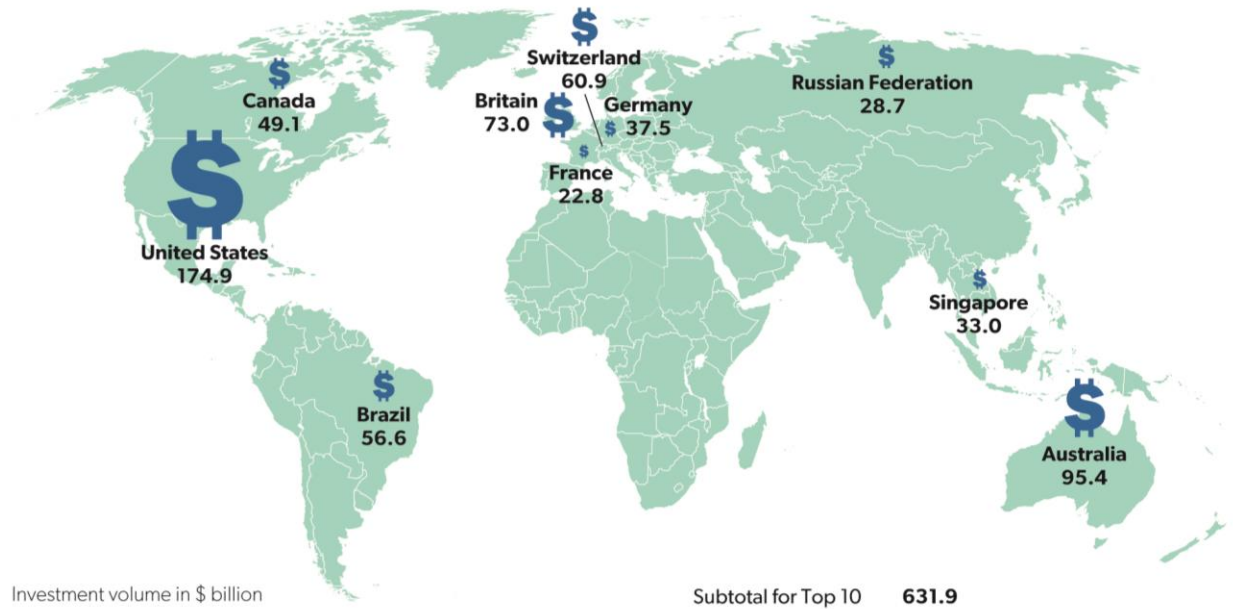 Switzerland
60.9
Canada
49.1
Britain
73.0
Germany
37.5
Russian Federation
28.7
France
22.8
United States
174.9
Singapore
33.0
Brazil
56.6
Australia
95.4
Investment volume in $ billion
Subtotal for Top 10 631.9